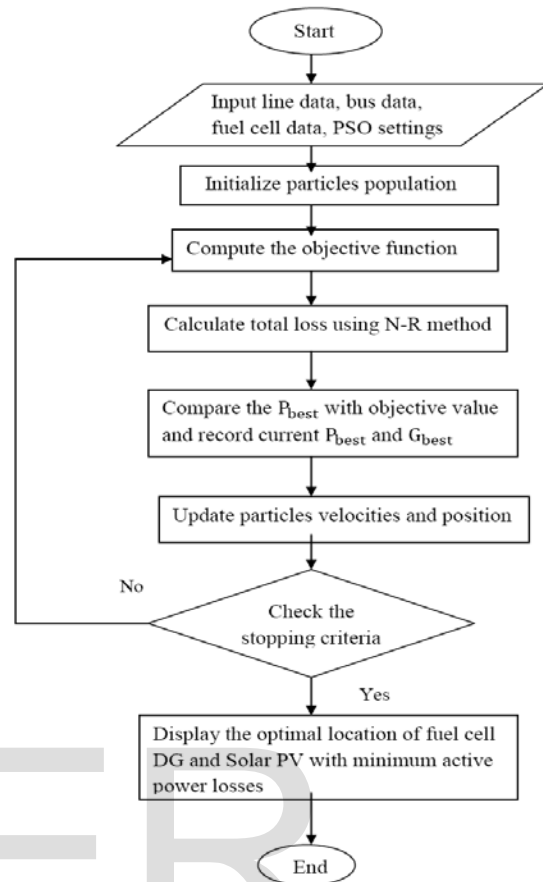 Start
Input line data, bus data,
fuel cell data, PSO settings
Initialize particles population
Compute the objective function
Calculate total loss using N-R method
Compare the Pbest with objective value
and record current Pbest and Gbest
Update particles velocities and position
No
Check the
stopping criteria
Yes
Display the optimal location of fuel cell
DG and Solar PV with minimum active
power losses
End